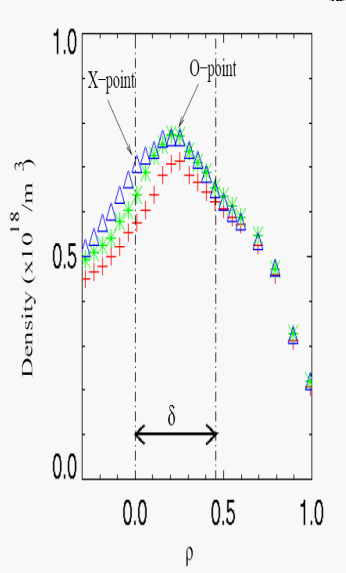 1.0
X-point
O-point
Density (x10^18/m^3)
0.5
δ
0.0
0.0 0.5 1.0
ρ